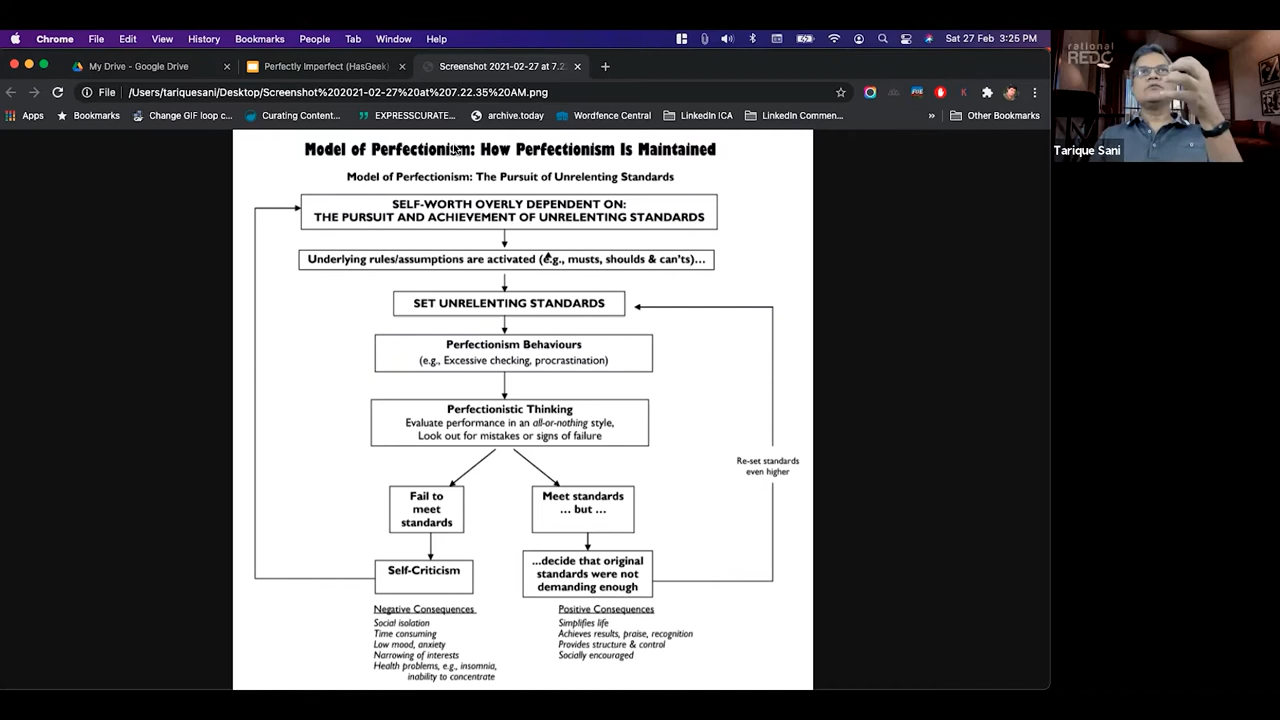 Chrome File Edit View History Bookmarks People Tab Window Help Sat 27 Feb 3:25 PM
My Drive - Google Drive × Perfectly Imperfect (HasGeek × Screenshot 2021-02-27 at 7.2 × +
File /Users/tariquesani/Desktop/Screenshot%202021-02-27%20at%207.22.35%20AM.png
Apps Bookmarks Change GIF loop c... Curating Content... EXPRESSCURATE... archive.today Wordfence Central LinkedIn ICA LinkedIn Commen... » Other Bookmarks
rational
REDC
Tarique Sani
Model of Perfectionism: How Perfectionism Is Maintained
Model of Perfectionism: The Pursuit of Unrelenting Standards
SELF-WORTH OVERLY DEPENDENT ON:
THE PURSUIT AND ACHIEVEMENT OF UNRELENTING STANDARDS
Underlying rules/assumptions are activated (e.g., musts, shoulds & can'ts)...
SET UNRELENTING STANDARDS
Perfectionism Behaviours
(e.g., Excessive checking, procrastination)
Perfectionistic Thinking
Evaluate performance in an all-or-nothing style,
Look out for mistakes or signs of failure
Re-set standards
even higher
Fail to
meet
standards
Meet standards
... but ...
Self-Criticism
...decide that original
standards were not
demanding enough
Negative Consequences
Social isolation
Time consuming
Low mood, anxiety
Narrowing of interests
Health problems, e.g., insomnia,
inability to concentrate
Positive Consequences
Simplifies life
Achieves results, praise, recognition
Provides structure & control
Socially encouraged